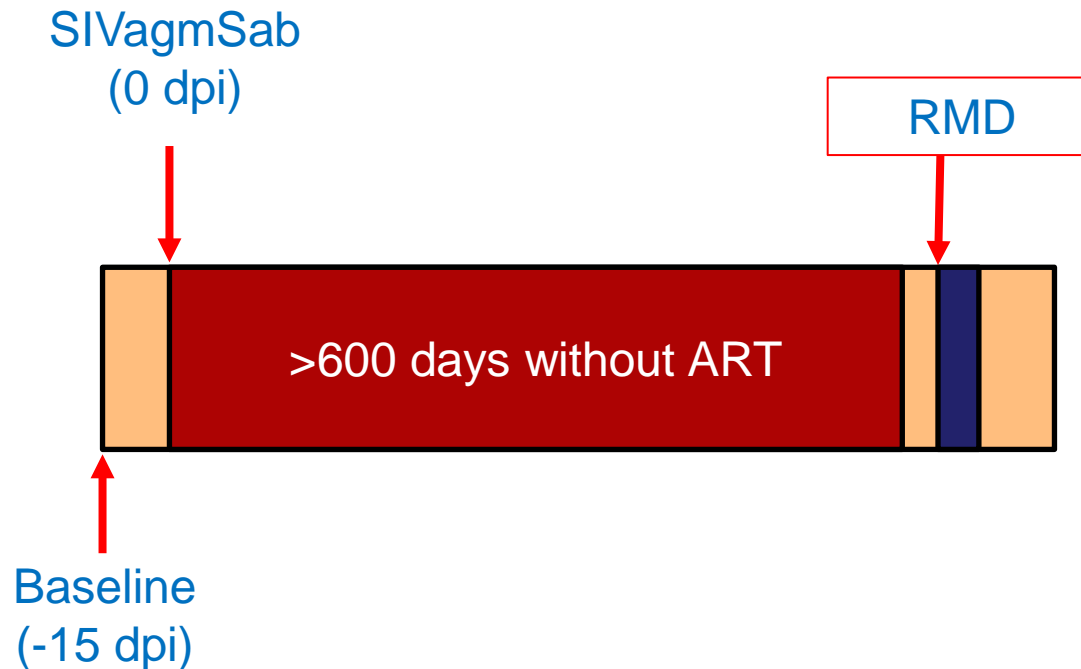 SIVagmSab
(0 dpi)
RMD
>600 days without ART
Baseline
(-15 dpi)